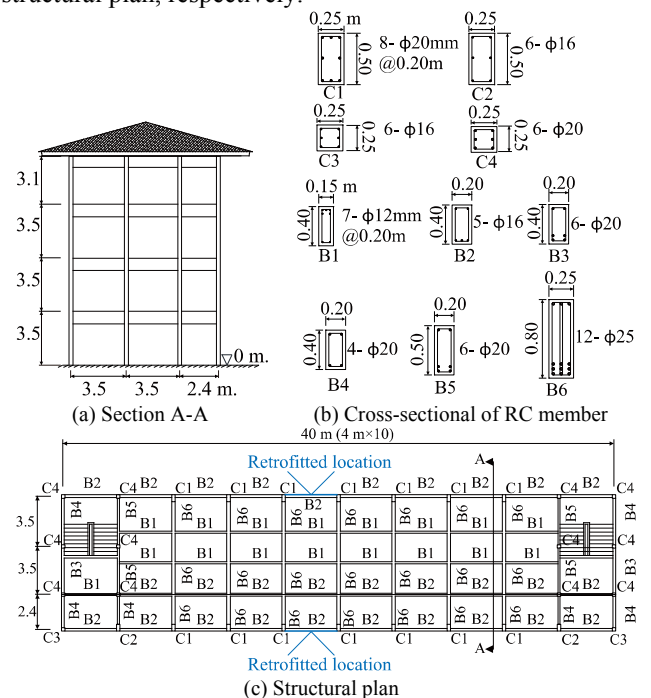 structural plan, respectively.
0.25 m
0.25
8- ϕ20mm
@0.20m
6- ϕ16
0.50
0.50
C1
C2
0.25
0.25
6- ϕ16
6- ϕ20
0.25
0.25
C3
C4
3.1
3.5
3.5
3.5
0 m.
3.5 3.5 2.4 m.
0.15 m
0.20
0.20
0.40
7- ϕ12mm
@0.20m
0.40
5- ϕ16
0.40
6- ϕ20
B1
B2
B3
0.20
0.20
0.25
0.40
4- ϕ20
0.50
6- ϕ20
0.80
12- ϕ25
B4
B5
B6
(a) Section A-A
(b) Cross-sectional of RC member
40 m (4 m×10)
Retrofitted location
A
C4 B2 C4 B2 C1 B2 C1 B2 C1 C1 B2 C1 B2 C1 B2 C1 B2 C4 B2 C4
B2
3.5
B4 B5 B6 B1 B6 B1 B6 B1 B6 B1 B6 B1 B6 B1 B6 B1 B5 B4
B1
C4 C4 B1 B1 B1 B1 B1 B1 B1 B1 C4
3.5
B3 B1 B5 B2 B6 B2 B6 B2 B6 B2 B6 B2 B6 B2 B6 B2 B6 B2 B5 B4
C4 C4 C4 C4
2.4
B4 B2 B4 B2 B6 B2 B6 B2 B6 B2 B6 B2 B6 B2 B6 B2 B6 B2 B4 B2 B4
C3 C2 C1 C1 C1 C1 C1 C1 C1 C2 C3
A
Retrofitted location
(c) Structural plan